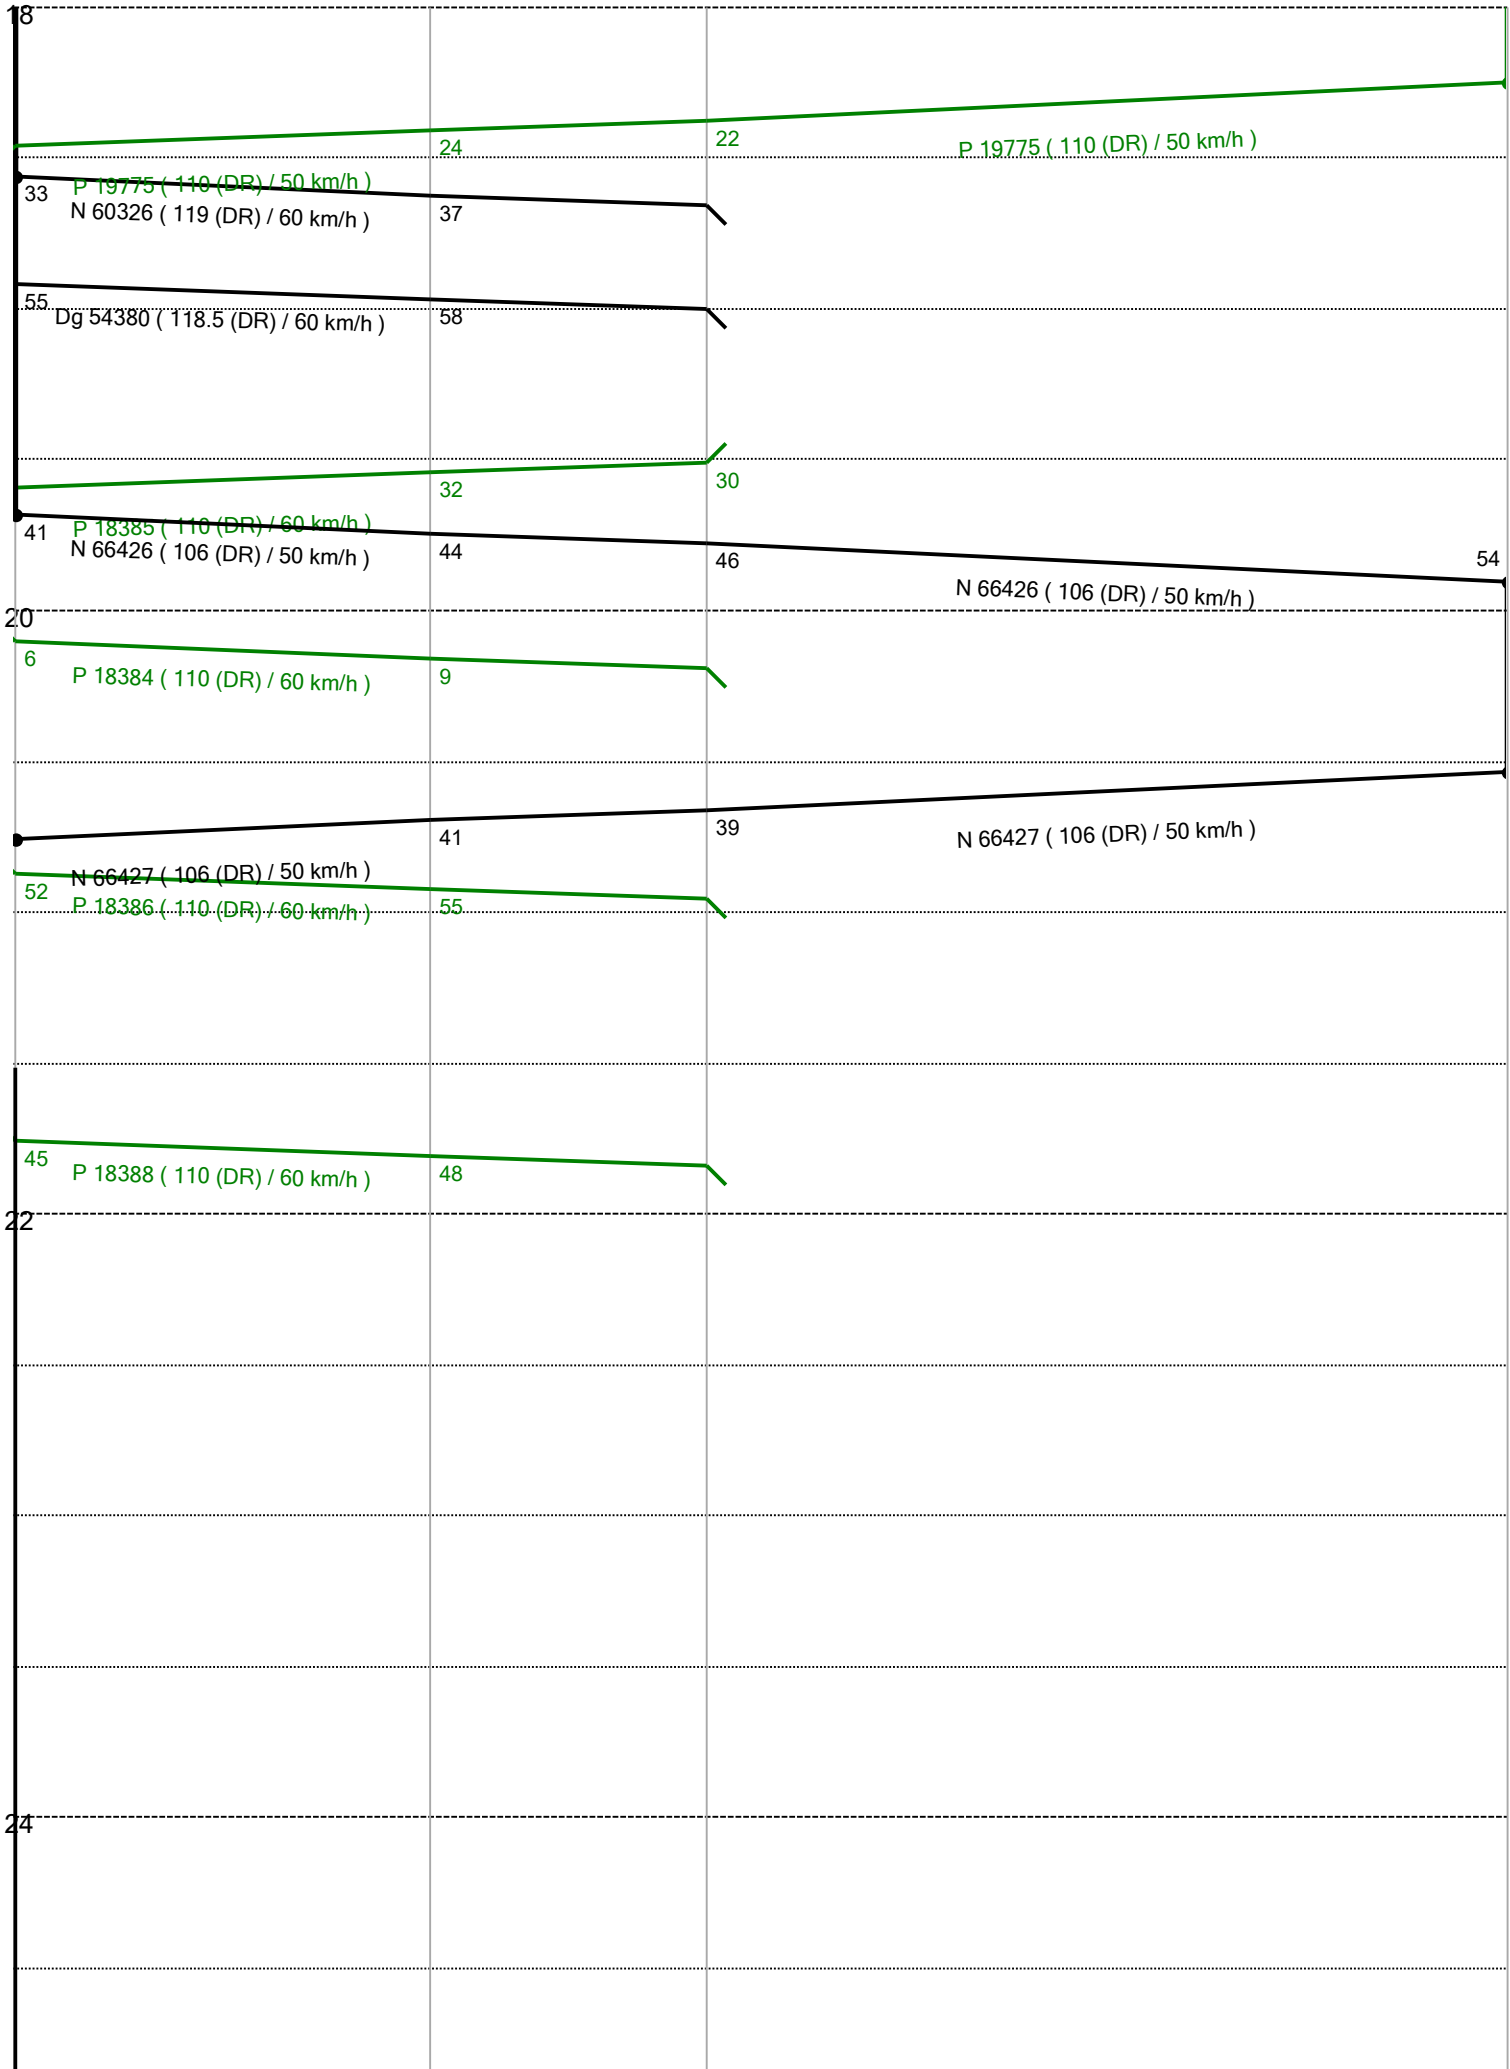 18
24
22
P 19775 ( 110 (DR) / 50 km/h )
P 19775 ( 110 (DR) / 50 km/h )
33
N 60326 ( 119 (DR) / 60 km/h )
37
55
Dg 54380 ( 118.5 (DR) / 60 km/h )
58
32
30
P 18385 ( 110 (DR) / 60 km/h )
41
N 66426 ( 106 (DR) / 50 km/h )
44
46
54
N 66426 ( 106 (DR) / 50 km/h )
20
6
P 18384 ( 110 (DR) / 60 km/h )
9
41
39
N 66427 ( 106 (DR) / 50 km/h )
N 66427 ( 106 (DR) / 50 km/h )
52
P 18386 ( 110 (DR) / 60 km/h )
55
45
P 18388 ( 110 (DR) / 60 km/h )
48
22
24